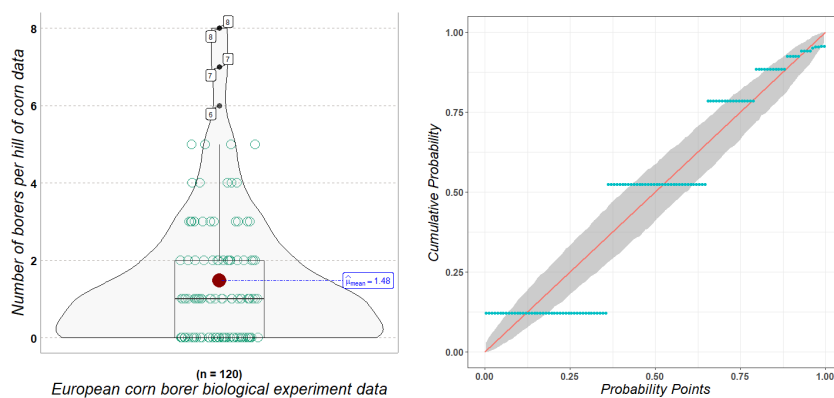 Number of borers per hill of corn data
8
6
4
2
0
8
8
7
7
6
μ̂mean = 1.48
(n = 120)
European corn borer biological experiment data
Cumulative Probability
1.00
0.75
0.50
0.25
0.00
0.00 0.25 0.50 0.75 1.00
Probability Points